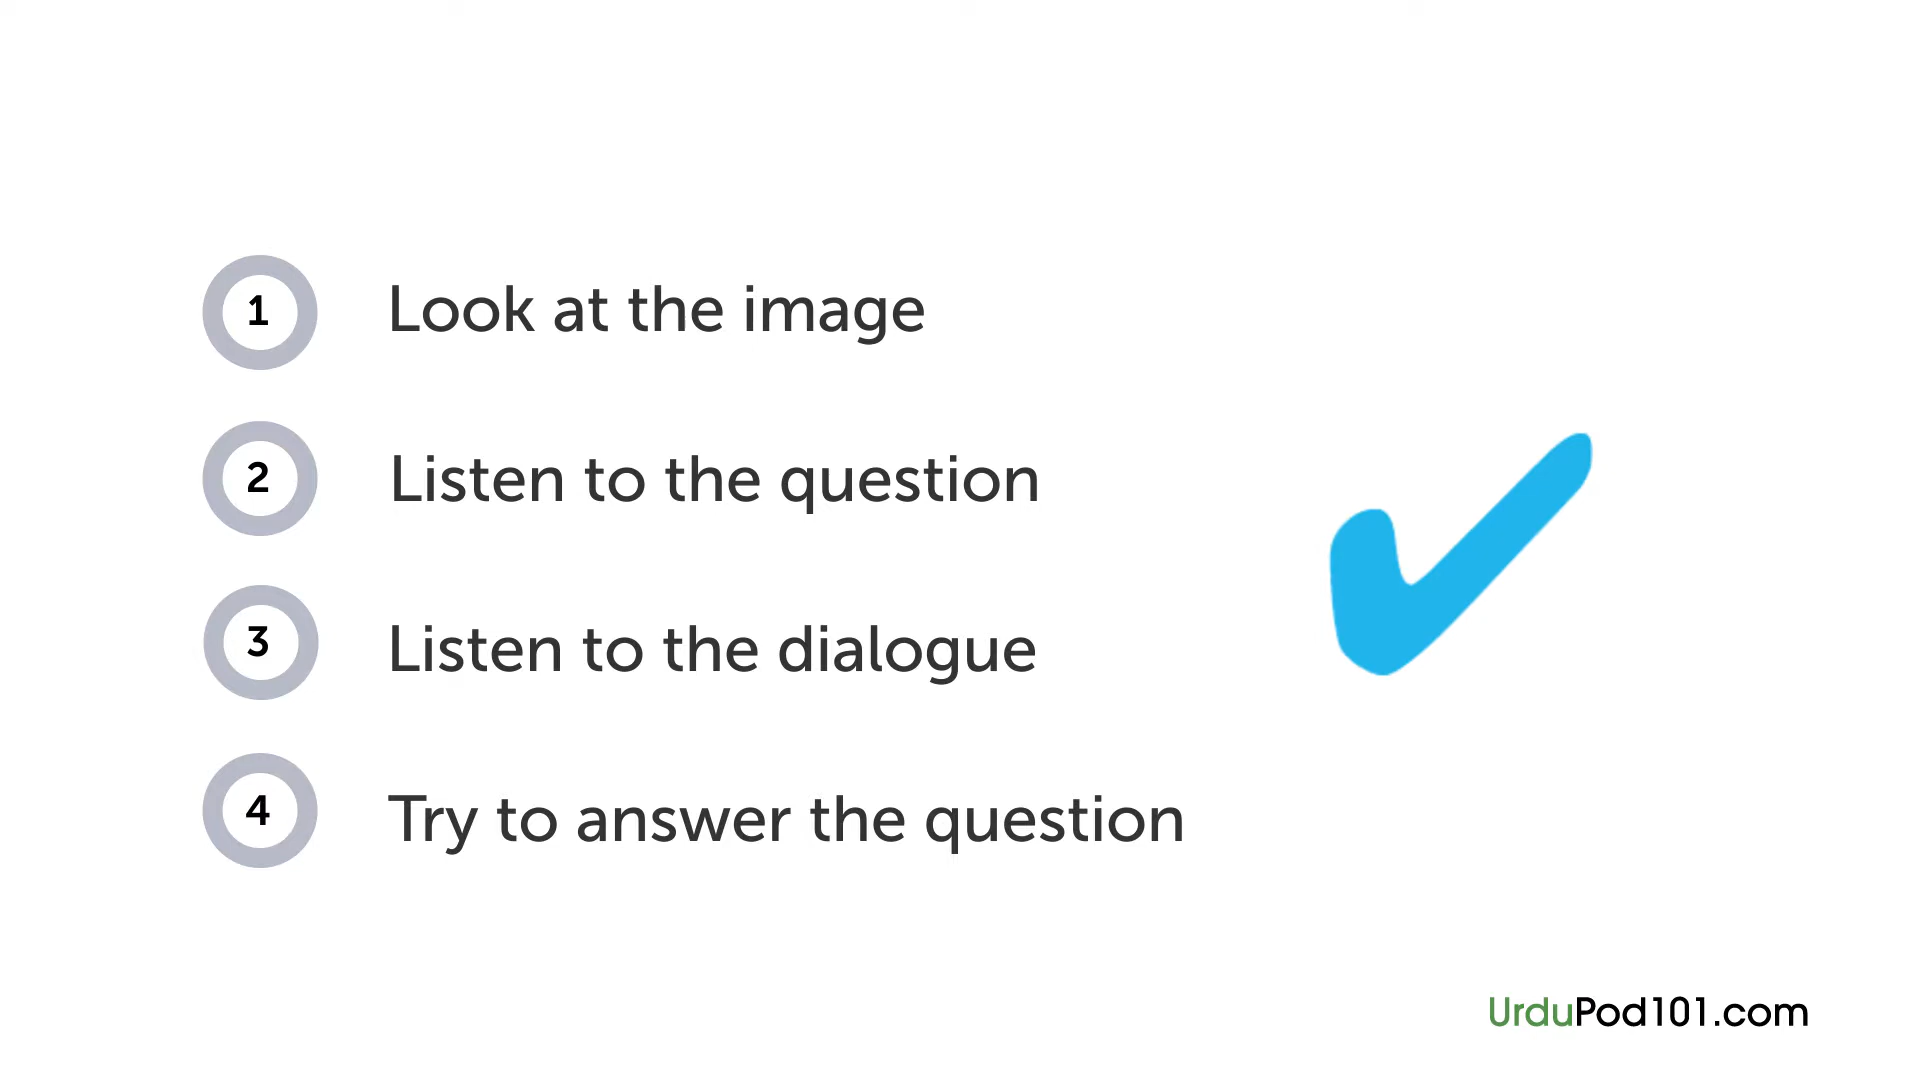 1 Look at the image
2 Listen to the question
3 Listen to the dialogue
4 Try to answer the question
UrduPod101.com